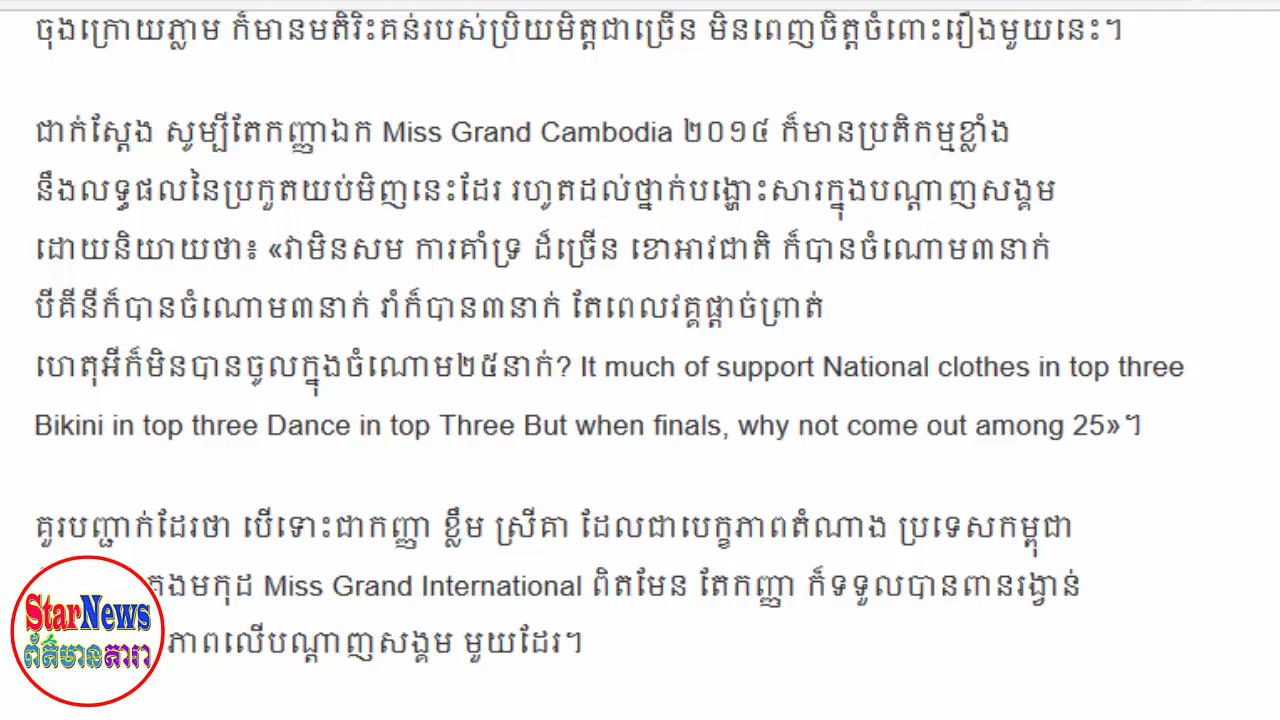 ចុងក្រោយភ្លាម ក៏មានមតិរិះគន់របស់ប្រិយមិត្តជាច្រើន មិនពេញចិត្តចំពោះរឿងមួយនេះ។
ជាក់ស្តែង សូម្បីតែកញ្ញាឯក Miss Grand Cambodia ២០១៤ ក៏មានប្រតិកម្មខ្លាំង
នឹងលទ្ធផលនៃប្រកួតយប់មិញនេះដែរ រហូតដល់ថ្នាក់បង្ហោះសារក្នុងបណ្តាញសង្គម
ដោយនិយាយថា៖ «វាមិនសម ការគាំទ្រ ដ៏ច្រើន ខោអាវជាតិ ក៏បានចំណោម៣នាក់
បីគីនីក៏បានចំណោម៣នាក់ រាំក៏បាន៣នាក់ តែពេលវគ្គផ្តាច់ព្រាត់
ហេតុអីក៏មិនបានចូលក្នុងចំណោម២៥នាក់? It much of support National clothes in top three
Bikini in top three Dance in top Three But when finals, why not come out among 25»។
គួរបញ្ជាក់ដែរថា បើទោះជាកញ្ញា ខ្លឹម ស្រីគា ដែលជាបេក្ខភាពតំណាង ប្រទេសកម្ពុជា
គងមកុដ Miss Grand International ពិតមែន តែកញ្ញា ក៏ទទួលបានពានរង្វាន់
ភាពលើបណ្តាញសង្គម មួយដែរ។
StarNews
ព័ត៌មានតារា